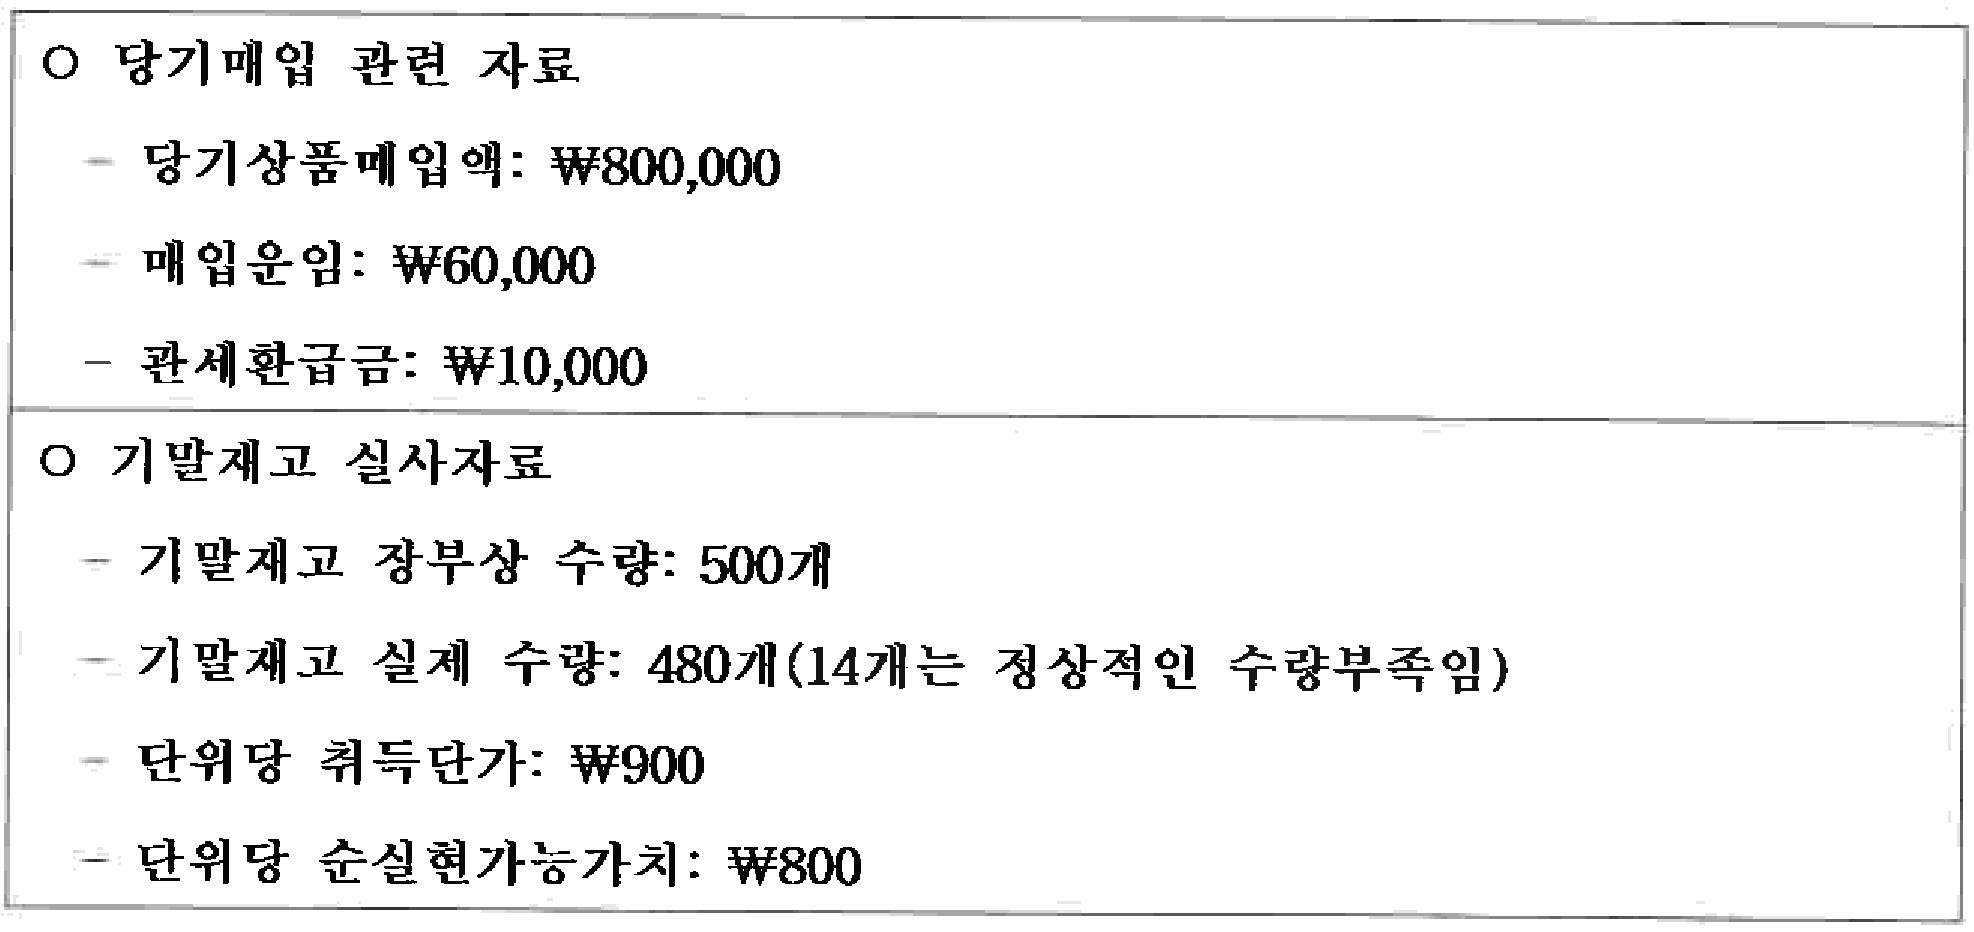 ○ 당기매입 관련 자료
- 당기상품매입액: ₩800,000
- 매입운임: ₩60,000
- 관세환급금: ₩10,000
○ 기말재고 실사자료
- 기말재고 장부상 수량: 500개
- 기말재고 실제 수량: 480개(14개는 정상적인 수량부족임)
- 단위당 취득단가: ₩900
- 단위당 순실현가능가치: ₩800